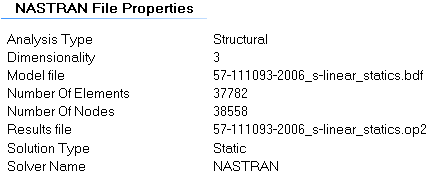 NASTRAN File Properties
Analysis Type Structural
Dimensionality 3
Model file 57-111093-2006_s-linear_statics.bdf
Number Of Elements 37782
Number Of Nodes 38558
Results file 57-111093-2006_s-linear_statics.op2
Solution Type Static
Solver Name NASTRAN